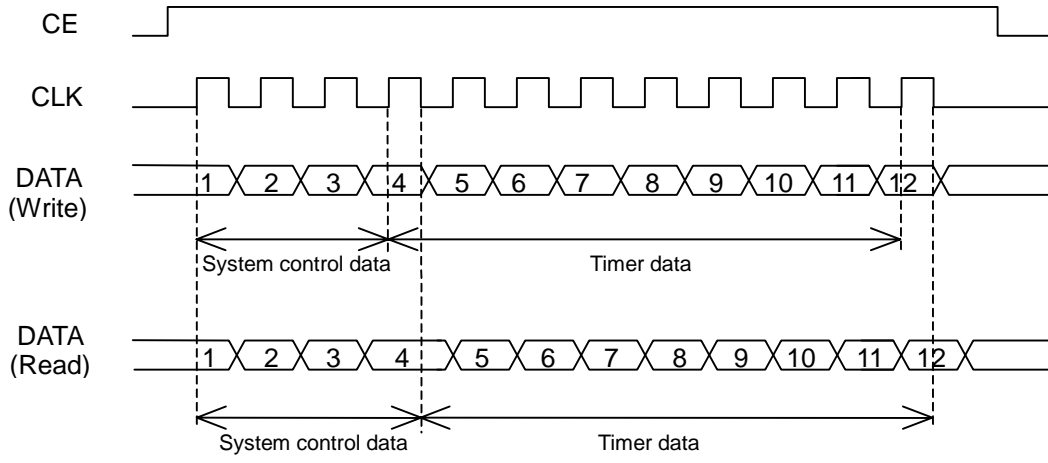 CE
CLK
DATA
(Write)
1 2 3 4 5 6 7 8 9 10 11 12
System control data Timer data
DATA
(Read)
1 2 3 4 5 6 7 8 9 10 11 12
System control data Timer data